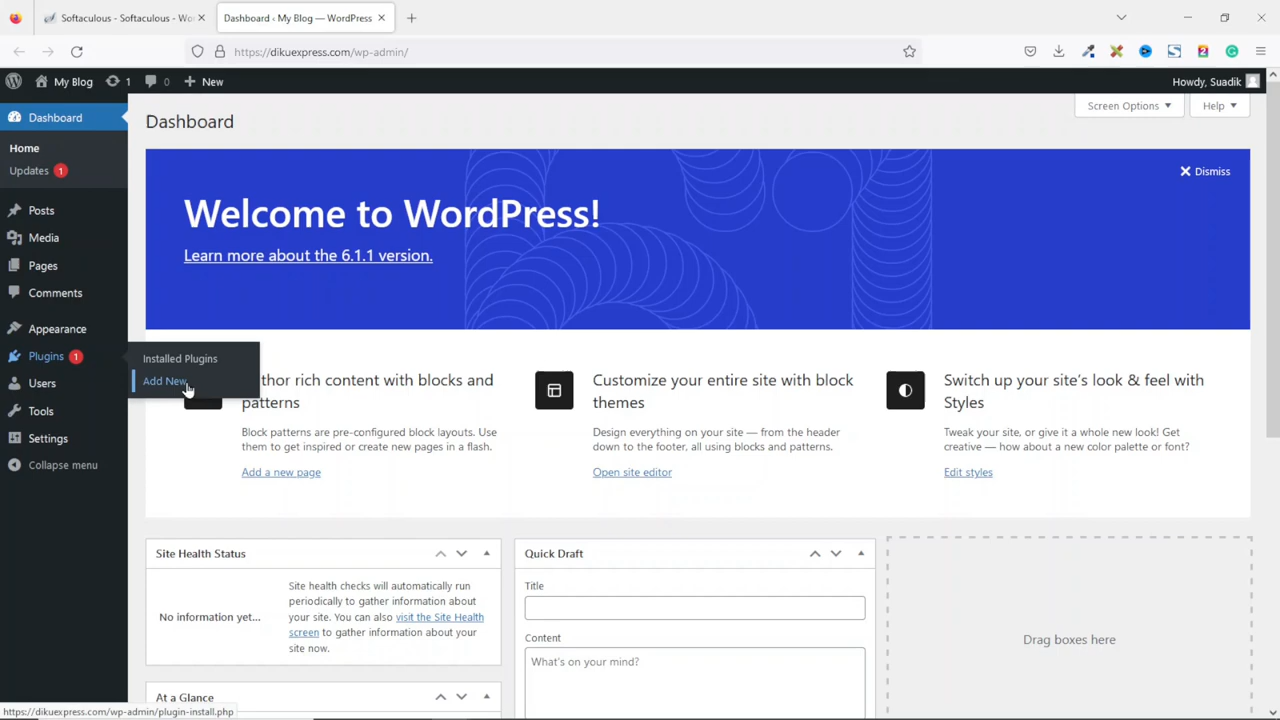 Softaculous - Softaculous - Wo
Dashboard ‹ My Blog — WordPress
https://dikuexpress.com/wp-admin/
My Blog 1 0 New
Howdy, Suadik
Dashboard
Home
Updates 1
Posts
Media
Pages
Comments
Appearance
Plugins 1
Users
Tools
Settings
Collapse menu
Installed Plugins
Add New
Dashboard
Screen Options
Help
Dismiss
Welcome to WordPress!
Learn more about the 6.1.1 version.
thor rich content with blocks and
patterns
Block patterns are pre-configured block layouts. Use
them to get inspired or create new pages in a flash.
Add a new page
Customize your entire site with block
themes
Design everything on your site — from the header
down to the footer, all using blocks and patterns.
Open site editor
Switch up your site's look & feel with
Styles
Tweak your site, or give it a whole new look! Get
creative — how about a new color palette or font?
Edit styles
Site Health Status
No information yet...
Site health checks will automatically run
periodically to gather information about
your site. You can also visit the Site Health
screen to gather information about your
site now.
At a Glance
Quick Draft
Title
Content
What's on your mind?
Drag boxes here
https://dikuexpress.com/wp-admin/plugin-install.php